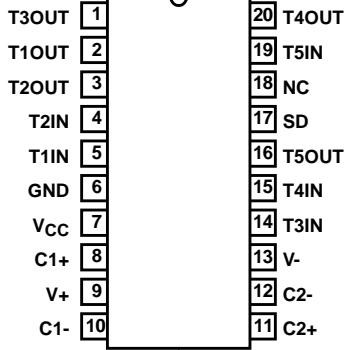 T3OUT 1 20 T4OUT
T1OUT 2 19 T5IN
T2OUT 3 18 NC
T2IN 4 17 SD
T1IN 5 16 T5OUT
GND 6 15 T4IN
VCC 7 14 T3IN
C1+ 8 13 V-
V+ 9 12 C2-
C1- 10 11 C2+